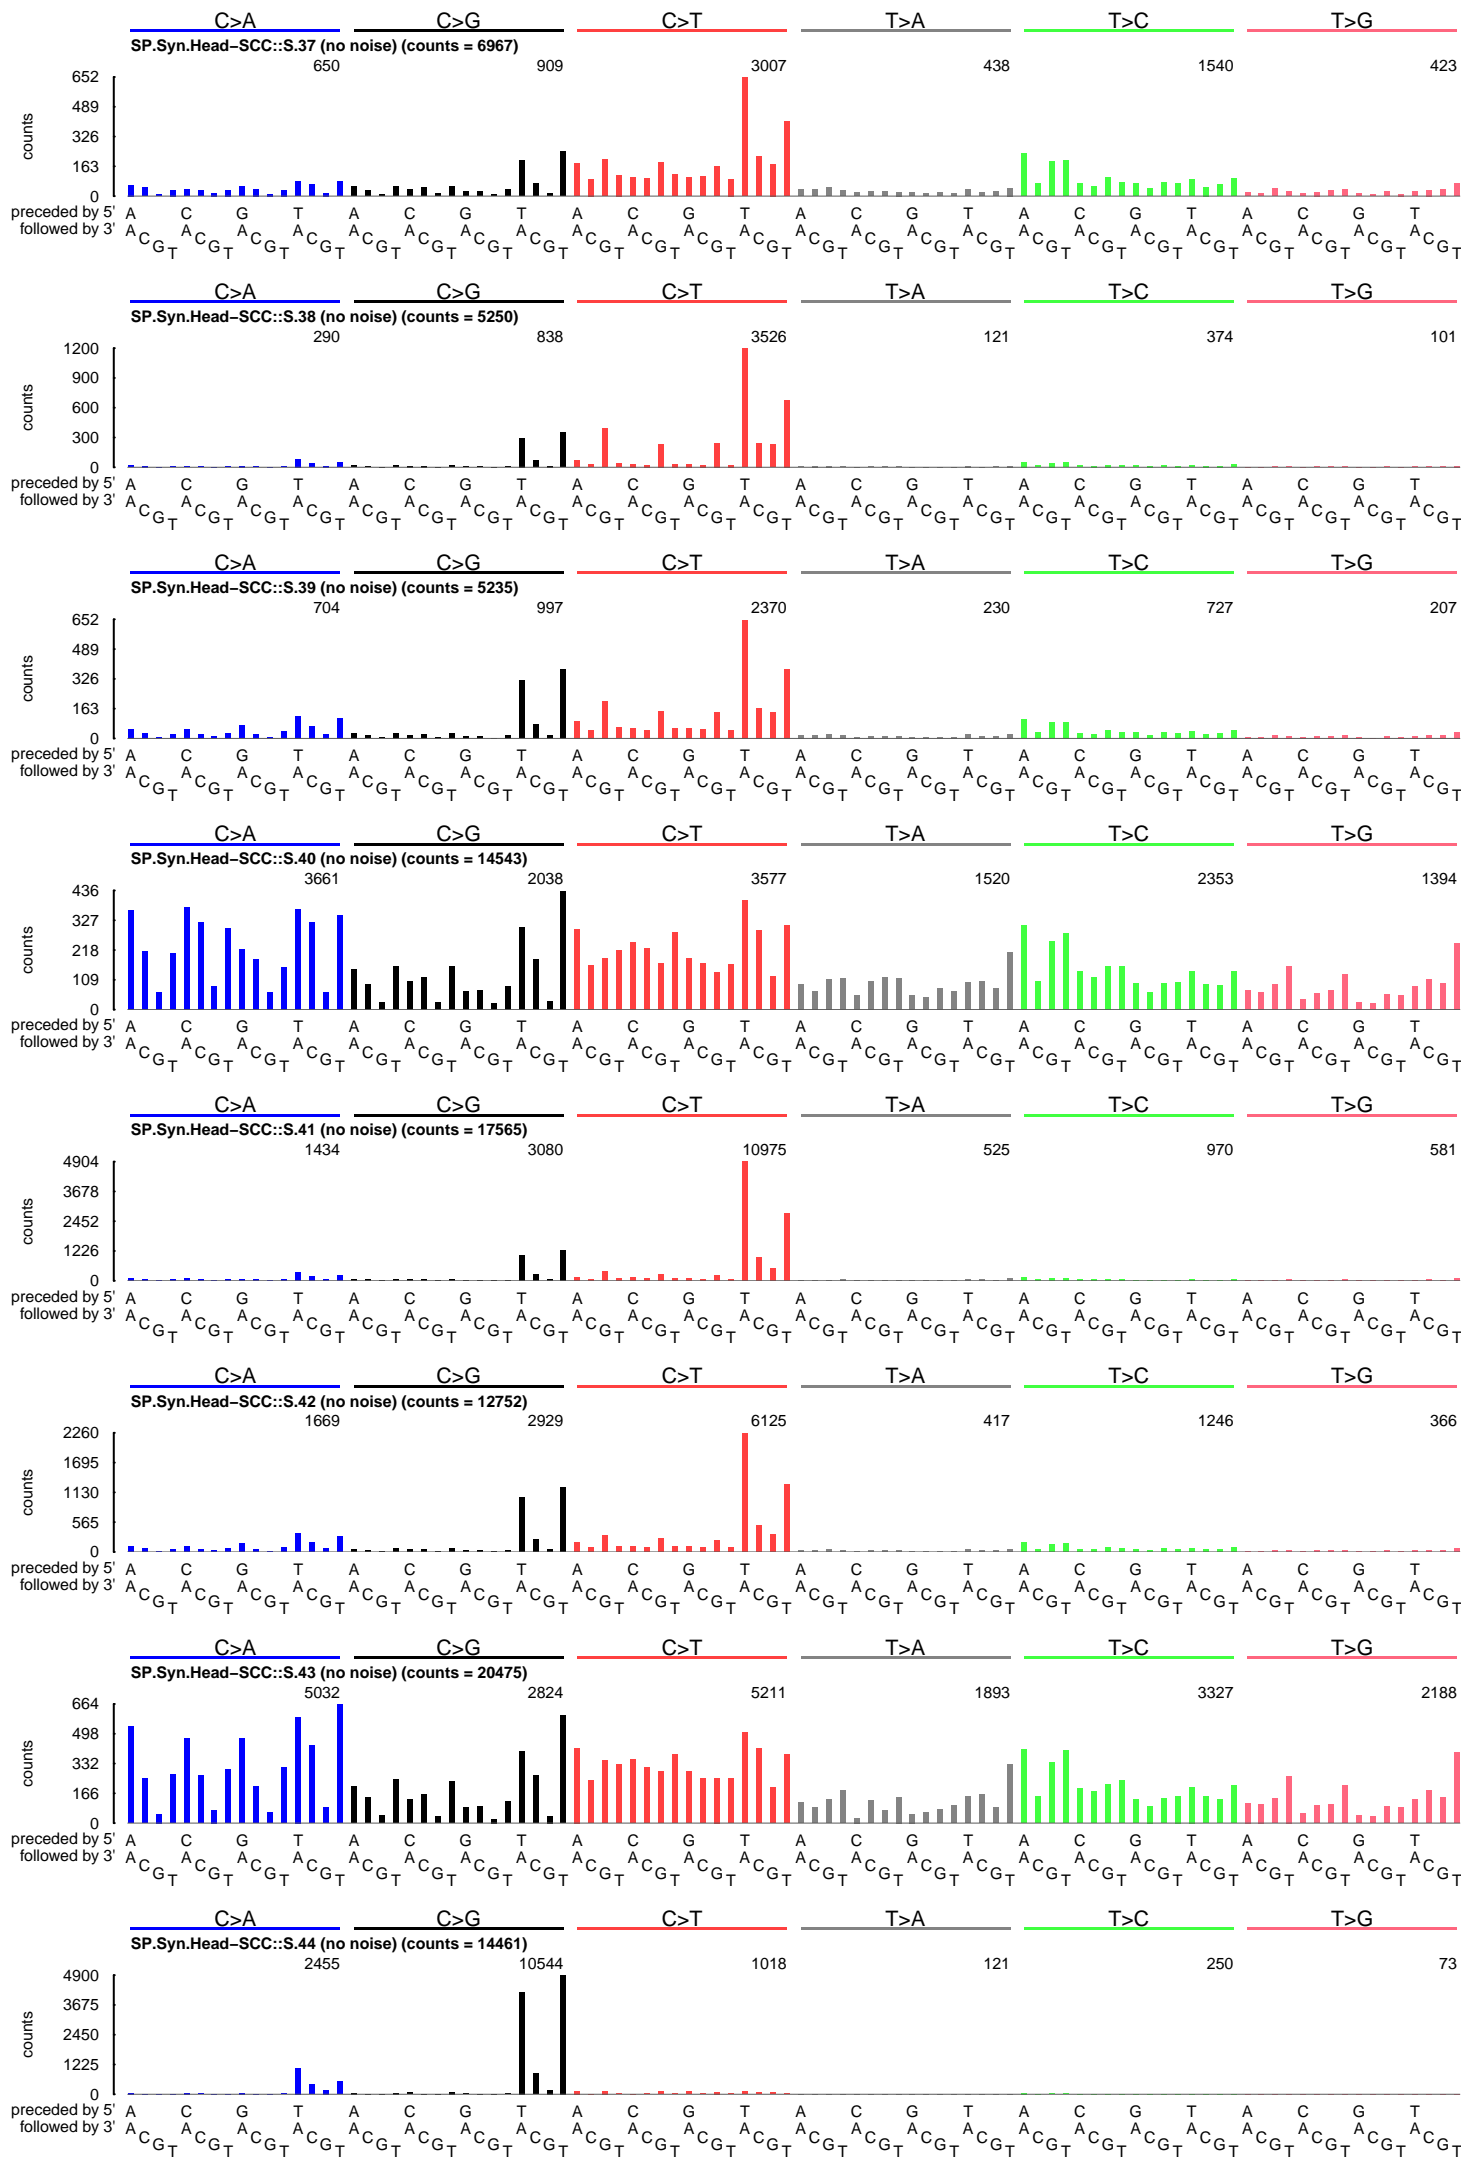 C>A C>G C>T T>A T>C T>G
SP.Syn.Head−SCC::S.37 (no noise) (counts = 6967)
650 909 3007 438 1540 423
652
489
326
163
0
counts
preceded by 5' A C G T A C G T A C G T A C G T A C G T A C G T
followed by 3' A C G T A C G T A C G T A C G T A C G T A C G T A C G T A C G T A C G T A C G T A C G T A C G T A C G T A C G T A C G T A C G T A C G T A C G T A C G T A C G T A C G T A C G T A C G T A C G T
C>A C>G C>T T>A T>C T>G
SP.Syn.Head−SCC::S.38 (no noise) (counts = 5250)
290 838 3526 121 374 101
1200
900
600
300
0
counts
preceded by 5' A C G T A C G T A C G T A C G T A C G T A C G T
followed by 3' A C G T A C G T A C G T A C G T A C G T A C G T A C G T A C G T A C G T A C G T A C G T A C G T A C G T A C G T A C G T A C G T A C G T A C G T A C G T A C G T A C G T A C G T A C G T A C G T
C>A C>G C>T T>A T>C T>G
SP.Syn.Head−SCC::S.39 (no noise) (counts = 5235)
704 997 2370 230 727 207
652
489
326
163
0
counts
preceded by 5' A C G T A C G T A C G T A C G T A C G T A C G T
followed by 3' A C G T A C G T A C G T A C G T A C G T A C G T A C G T A C G T A C G T A C G T A C G T A C G T A C G T A C G T A C G T A C G T A C G T A C G T A C G T A C G T A C G T A C G T A C G T A C G T
C>A C>G C>T T>A T>C T>G
SP.Syn.Head−SCC::S.40 (no noise) (counts = 14543)
3661 2038 3577 1520 2353 1394
436
327
218
109
0
counts
preceded by 5' A C G T A C G T A C G T A C G T A C G T A C G T
followed by 3' A C G T A C G T A C G T A C G T A C G T A C G T A C G T A C G T A C G T A C G T A C G T A C G T A C G T A C G T A C G T A C G T A C G T A C G T A C G T A C G T A C G T A C G T A C G T A C G T
C>A C>G C>T T>A T>C T>G
SP.Syn.Head−SCC::S.41 (no noise) (counts = 17565)
1434 3080 10975 525 970 581
4904
3678
2452
1226
0
counts
preceded by 5' A C G T A C G T A C G T A C G T A C G T A C G T
followed by 3' A C G T A C G T A C G T A C G T A C G T A C G T A C G T A C G T A C G T A C G T A C G T A C G T A C G T A C G T A C G T A C G T A C G T A C G T A C G T A C G T A C G T A C G T A C G T A C G T
C>A C>G C>T T>A T>C T>G
SP.Syn.Head−SCC::S.42 (no noise) (counts = 12752)
1669 2929 6125 417 1246 366
2260
1695
1130
565
0
counts
preceded by 5' A C G T A C G T A C G T A C G T A C G T A C G T
followed by 3' A C G T A C G T A C G T A C G T A C G T A C G T A C G T A C G T A C G T A C G T A C G T A C G T A C G T A C G T A C G T A C G T A C G T A C G T A C G T A C G T A C G T A C G T A C G T A C G T
C>A C>G C>T T>A T>C T>G
SP.Syn.Head−SCC::S.43 (no noise) (counts = 20475)
5032 2824 5211 1893 3327 2188
664
498
332
166
0
counts
preceded by 5' A C G T A C G T A C G T A C G T A C G T A C G T
followed by 3' A C G T A C G T A C G T A C G T A C G T A C G T A C G T A C G T A C G T A C G T A C G T A C G T A C G T A C G T A C G T A C G T A C G T A C G T A C G T A C G T A C G T A C G T A C G T A C G T
C>A C>G C>T T>A T>C T>G
SP.Syn.Head−SCC::S.44 (no noise) (counts = 14461)
2455 10544 1018 121 250 73
4900
3675
2450
1225
0
counts
preceded by 5' A C G T A C G T A C G T A C G T A C G T A C G T
followed by 3' A C G T A C G T A C G T A C G T A C G T A C G T A C G T A C G T A C G T A C G T A C G T A C G T A C G T A C G T A C G T A C G T A C G T A C G T A C G T A C G T A C G T A C G T A C G T A C G T